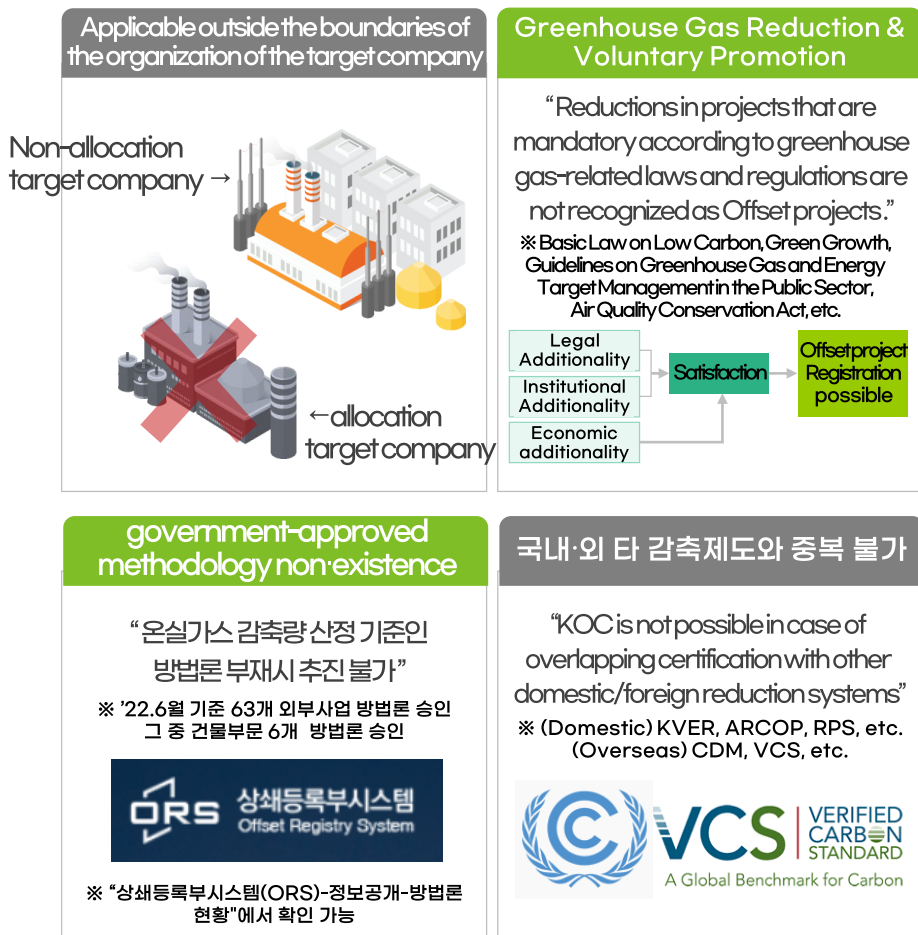 Applicable outside the boundaries of
the organization of the target company
Non-allocation
target company →
←allocation
target company
Greenhouse Gas Reduction &
Voluntary Promotion
“ Reductions in projects that are
mandatory according to greenhouse
gas-related laws and regulations are
not recognized as Offset projects.”
※ Basic Law on Low Carbon, Green Growth,
Guidelines on Greenhouse Gas and Energy
Target Management in the Public Sector,
Air Quality Conservation Act, etc.
Legal
Additionality
Institutional
Additionality
Economic
additionality
Satisfaction
Offset project
Registration
possible
government-approved
methodology non·existence
“ 온실가스 감축량 산정 기준인
방법론 부재시 추진 불가”
※ ’22.6월 기준 63개 외부사업 방법론 승인
그 중 건물부문 6개 방법론 승인
ORS 상쇄등록부시스템
Offset Registry System
※ “상쇄등록부시스템(ORS)-정보공개-방법론
현황"에서 확인 가능
국내·외 타 감축제도와 중복 불가
“KOC is not possible in case of
overlapping certification with other
domestic/foreign reduction systems”
※ (Domestic) KVER, ARCOP, RPS, etc.
(Overseas) CDM, VCS, etc.
VCS
VERIFIED
CARBON
STANDARD
A Global Benchmark for Carbon